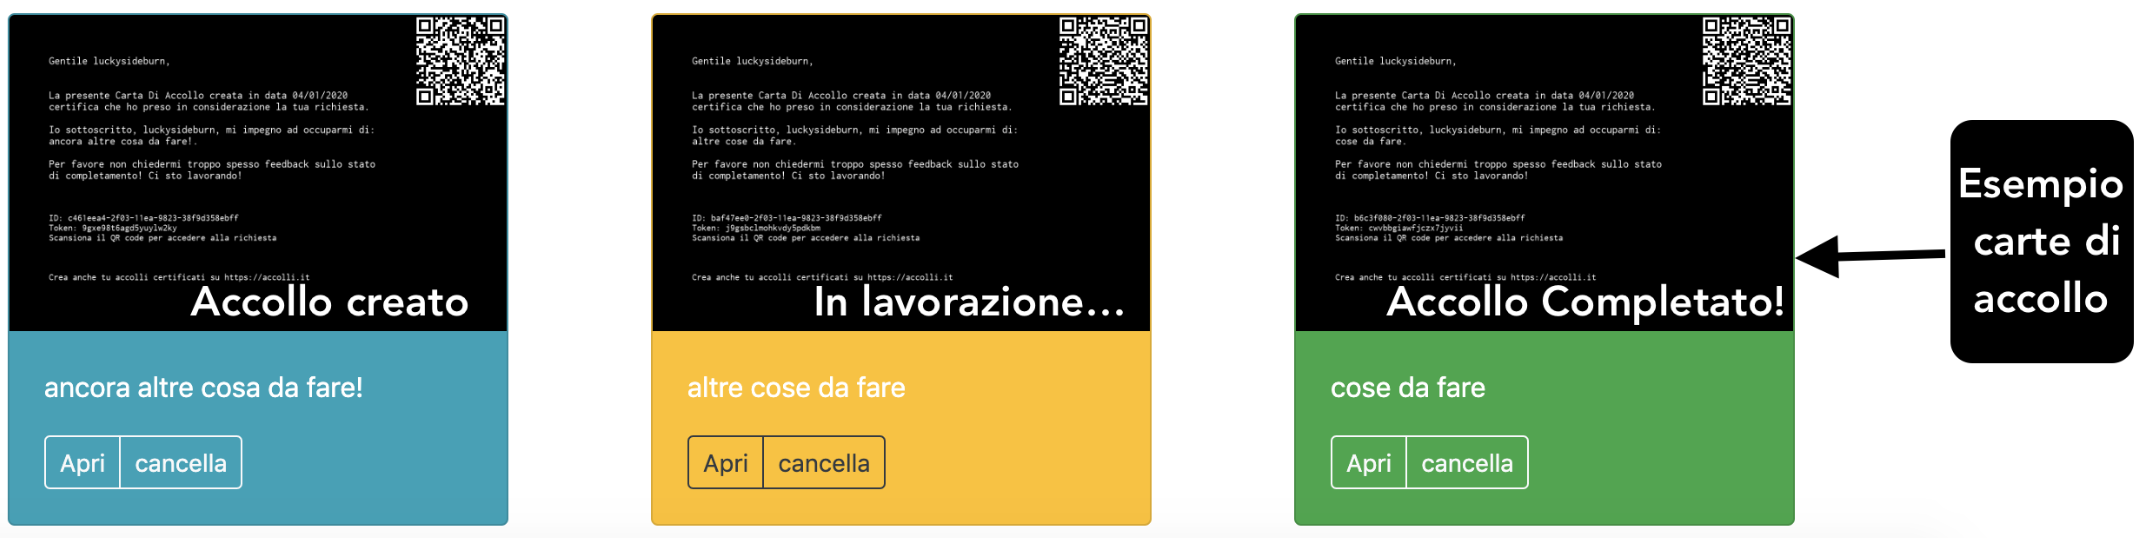 Gentile luckysideburn,
La presente Carta Di Accollo creata in data 04/01/2020
certifica che ho preso in considerazione la tua richiesta.
Io sottoscritto, luckysideburn, mi impegno ad occuparmi di:
ancora altre cosa da fare!.
Per favore non chiedermi troppo spesso feedback sullo stato
di completamento! Ci sto lavorando!
ID: c461eea4-2f03-11ea-9823-38f9d358ebff
Token: 9gxe98t6agd5yuylw2ky
Scansiona il QR code per accedere alla richiesta
Crea anche tu accolli certificati su https://accolli.it
Accollo creato
ancora altre cosa da fare!
Apri
cancella
Gentile luckysideburn,
La presente Carta Di Accollo creata in data 04/01/2020
certifica che ho preso in considerazione la tua richiesta.
Io sottoscritto, luckysideburn, mi impegno ad occuparmi di:
altre cose da fare.
Per favore non chiedermi troppo spesso feedback sullo stato
di completamento! Ci sto lavorando!
ID: baf47ee0-2f03-11ea-9823-38f9d358ebff
Token: j9gsbclmohkvdy5pdkbm
Scansiona il QR code per accedere alla richiesta
Crea anche tu accolli certificati su https://accolli.it
In lavorazione...
altre cose da fare
Apri
cancella
Gentile luckysideburn,
La presente Carta Di Accollo creata in data 04/01/2020
certifica che ho preso in considerazione la tua richiesta.
Io sottoscritto, luckysideburn, mi impegno ad occuparmi di:
cose da fare.
Per favore non chiedermi troppo spesso feedback sullo stato
di completamento! Ci sto lavorando!
ID: b6c3f080-2f03-11ea-9823-38f9d358ebff
Token: cwvbbgiawfjczx7jyvii
Scansiona il QR code per accedere alla richiesta
Crea anche tu accolli certificati su https://accolli.it
Accollo Completato!
cose da fare
Apri
cancella
Esempio
carte di
accollo